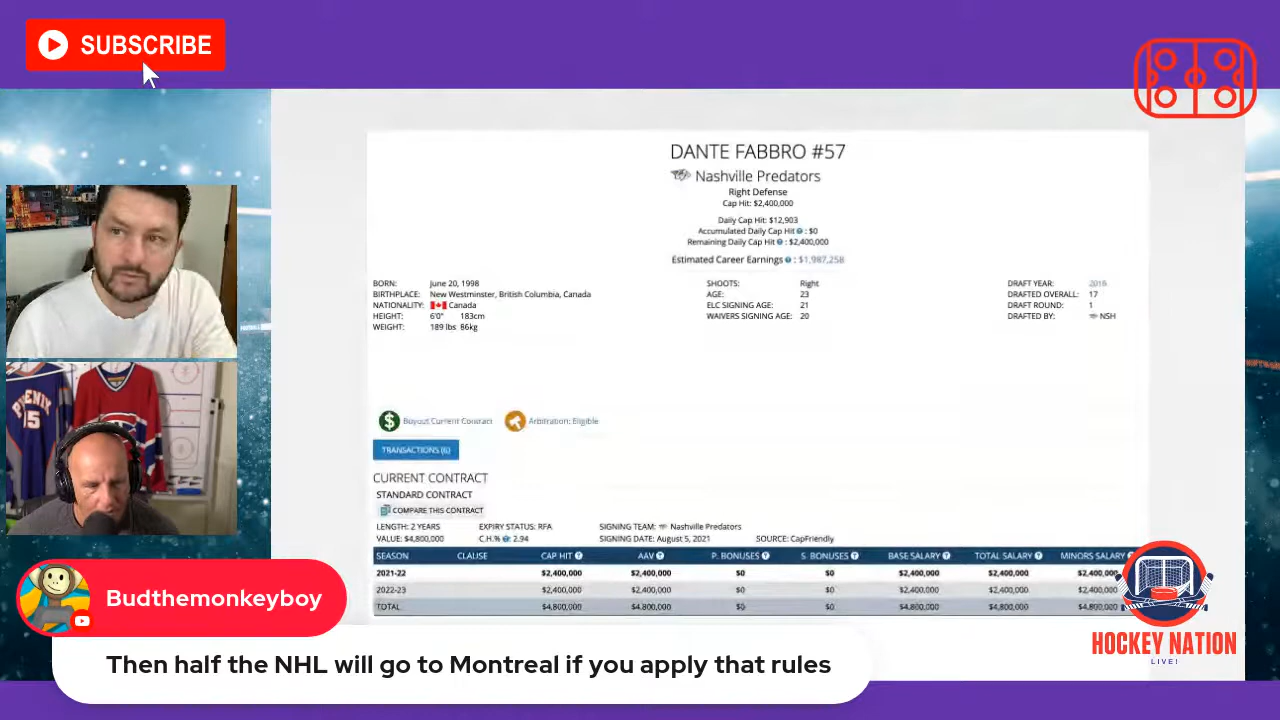 SUBSCRIBE
DANTE FABBRO #57
Nashville Predators
Right Defense
Cap Hit: $2,400,000
Daily Cap Hit: $12,903
Accumulated Daily Cap Hit : $0
Remaining Daily Cap Hit : $2,400,000
Estimated Career Earnings : $1,987,258
BORN: June 20, 1998 SHOOTS: Right DRAFT YEAR: 2016
BIRTHPLACE: New Westminster, British Columbia, Canada AGE: 23 DRAFTED OVERALL: 17
NATIONALITY: Canada ELC SIGNING AGE: 21 DRAFT ROUND: 1
HEIGHT: 6'0" 183cm WAIVERS SIGNING AGE: 20 DRAFTED BY: NSH
WEIGHT: 189 lbs 86kg
PHOENIX
15
Buyout Current Contract Arbitration: Eligible
TRANSACTIONS (6)
CURRENT CONTRACT
STANDARD CONTRACT
COMPARE THIS CONTRACT
LENGTH: 2 YEARS EXPIRY STATUS: RFA SIGNING TEAM: Nashville Predators
VALUE: $4,800,000 C.H.% : 2.94 SIGNING DATE: August 5, 2021 SOURCE: CapFriendly
SEASON CLAUSE CAP HIT AAV P. BONUSES S. BONUSES BASE SALARY TOTAL SALARY MINORS SALARY
2021-22 $2,400,000 $2,400,000 $0 $0 $2,400,000 $2,400,000 $2,400,000
2022-23 $2,400,000 $2,400,000 $0 $0 $2,400,000 $2,400,000 $2,400,000
TOTAL $4,800,000 $4,800,000 $0 $0 $4,800,000 $4,800,000 $4,800,000
Budthemonkeyboy
HOCKEY NATION
LIVE!
Then half the NHL will go to Montreal if you apply that rules